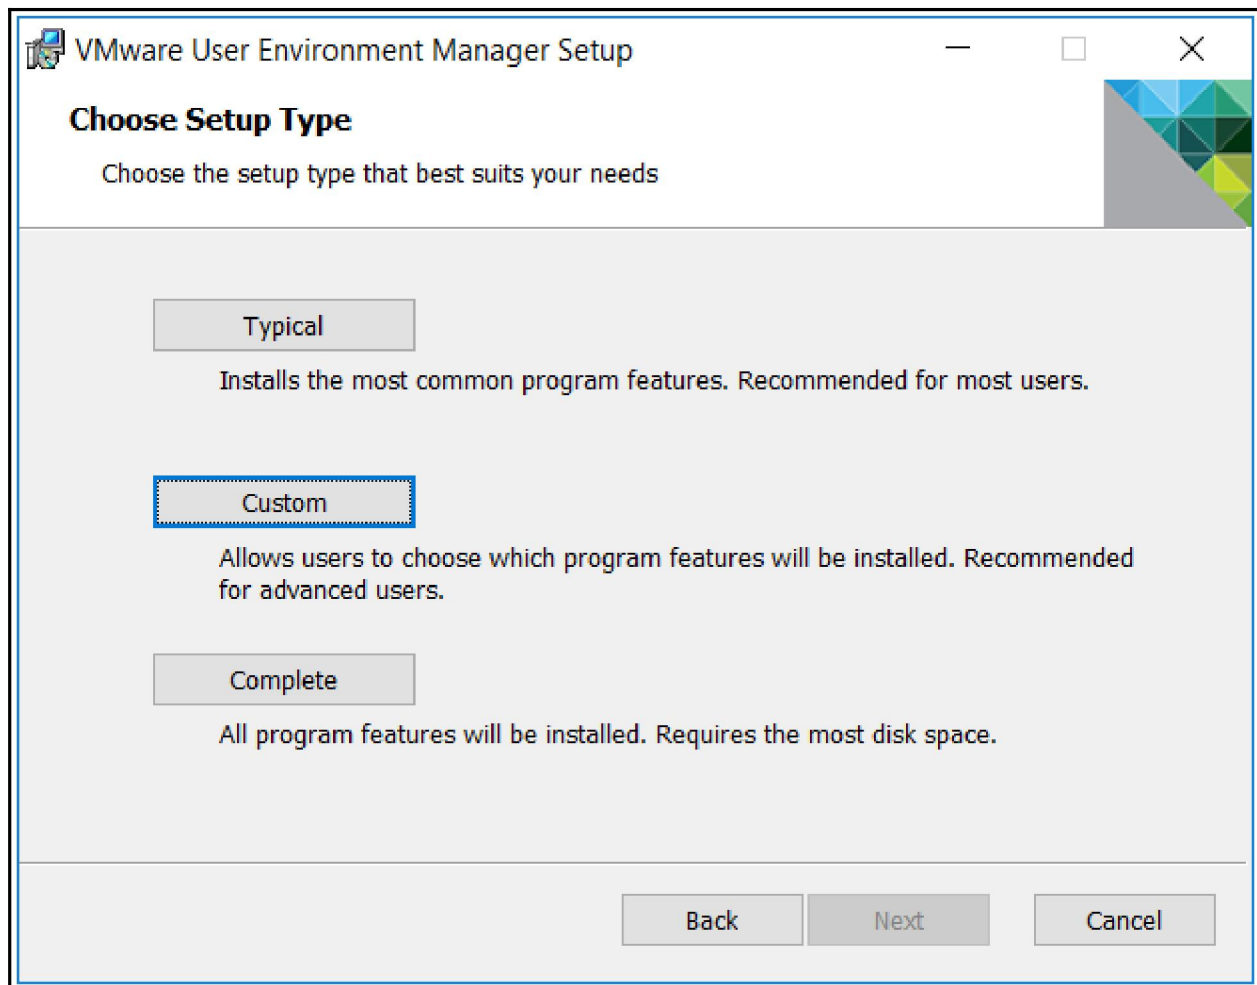 VMware User Environment Manager Setup
Choose Setup Type
Choose the setup type that best suits your needs
Typical
Installs the most common program features. Recommended for most users.
Custom
Allows users to choose which program features will be installed. Recommended
for advanced users.
Complete
All program features will be installed. Requires the most disk space.
Back
Next
Cancel